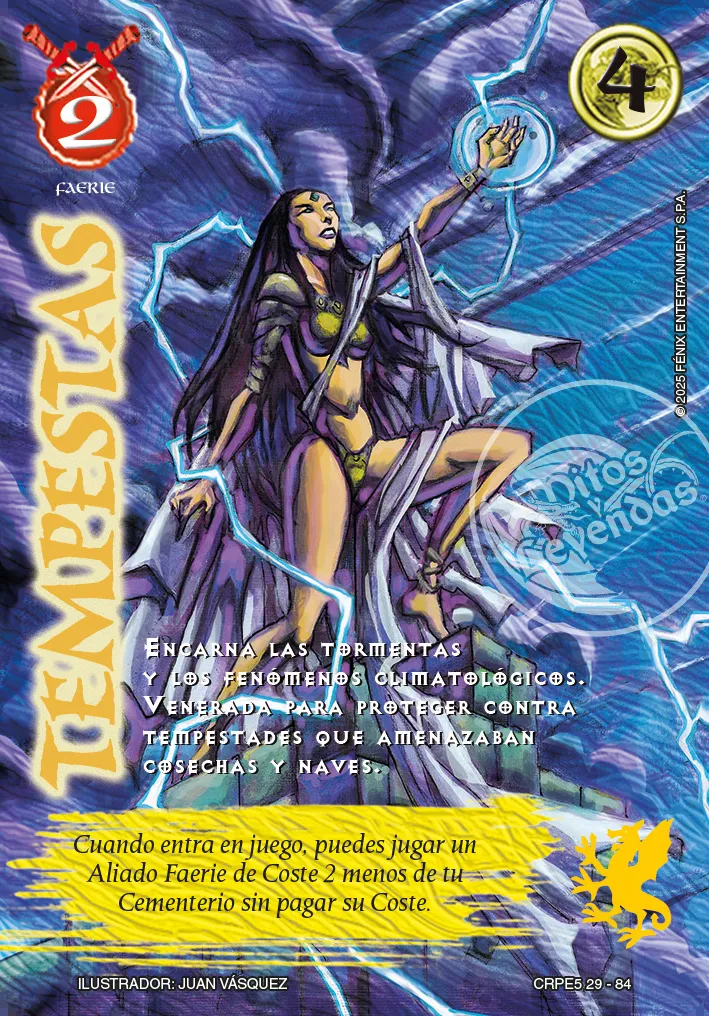 2
4
FAERIE
TEMPESTAS
© 2025 FÉNIX ENTERTAINMENT S.P.A.
Mitos
y
Leyendas
®
Encarna las tormentas
y los fenómenos climatológicos.
Venerada para proteger contra
tempestades que amenazaban
cosechas y naves.
Cuando entra en juego, puedes jugar un
Aliado Faerie de Coste 2 menos de tu
Cementerio sin pagar su Coste.
ILUSTRADOR: JUAN VÁSQUEZ
CRPE5 29 - 84